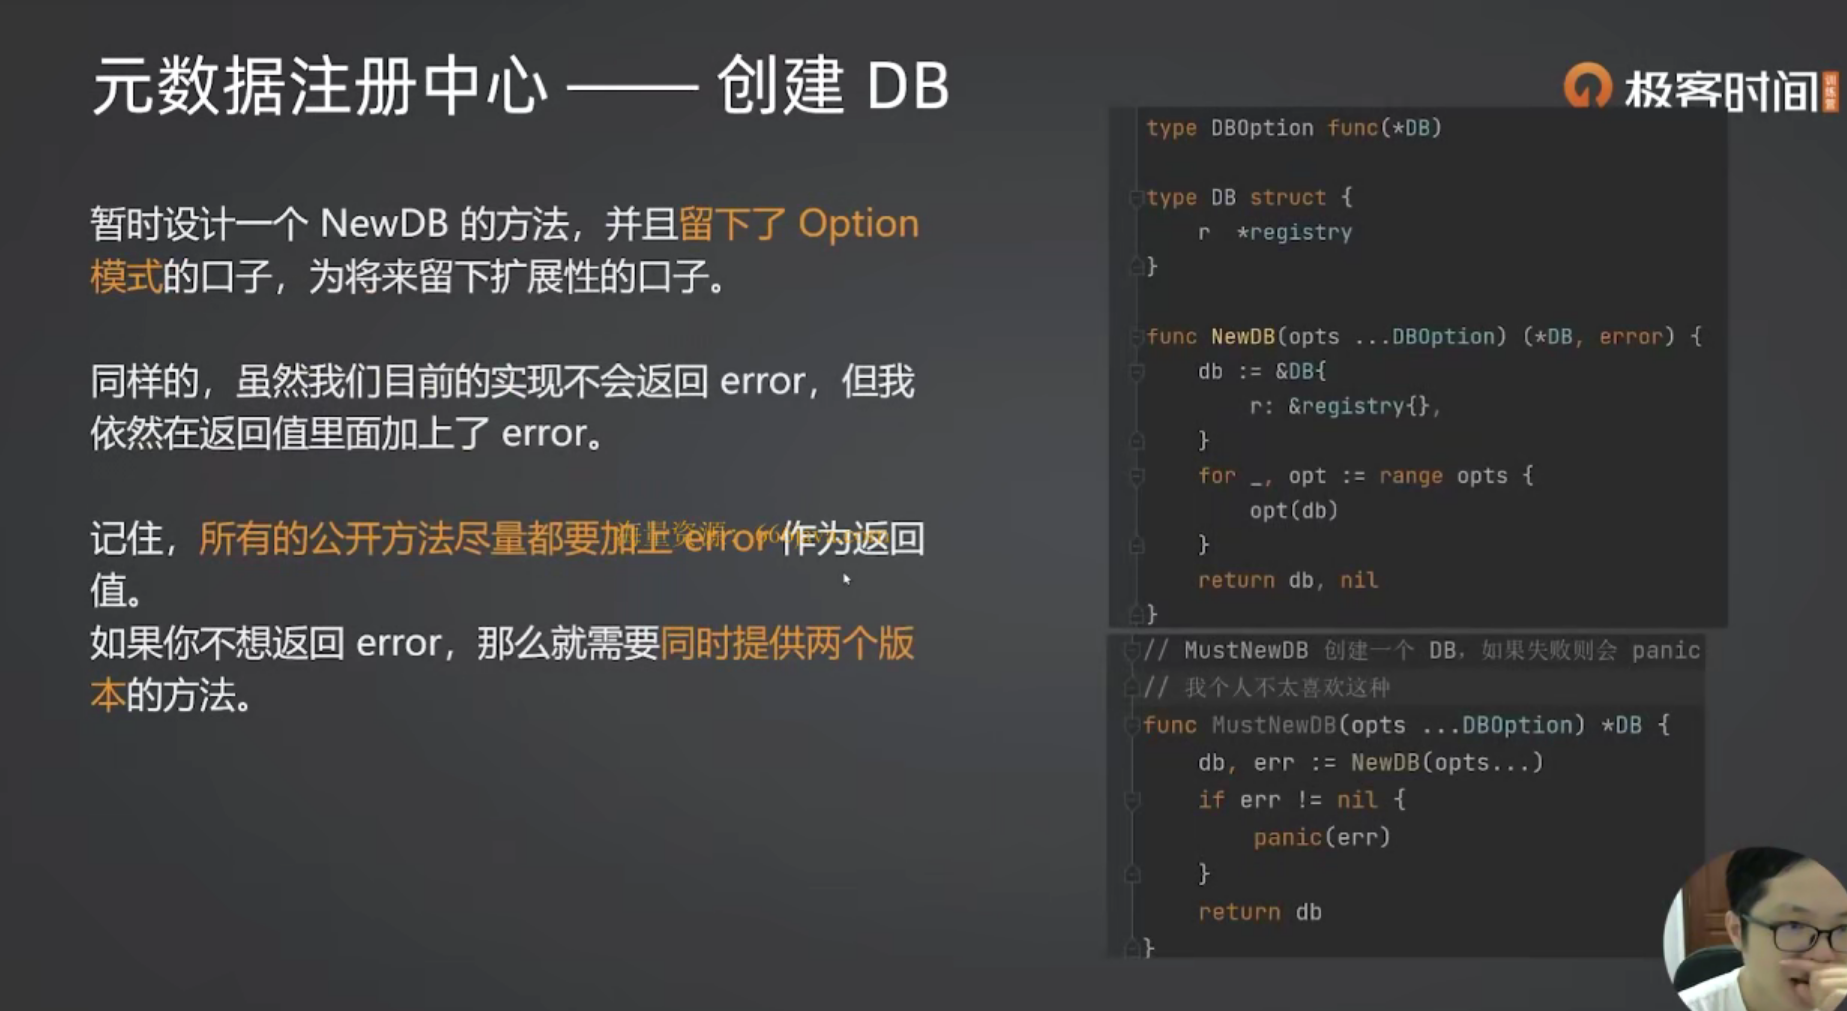 元数据注册中心 —— 创建 DB
极客时间
训练营
暂时设计一个 NewDB 的方法，并且留下了 Option
模式的口子，为将来留下扩展性的口子。
同样的，虽然我们目前的实现不会返回 error，但我
依然在返回值里面加上了 error。
记住，所有的公开方法尽量都要加上 error 作为返回
值。
如果你不想返回 error，那么就需要同时提供两个版
本的方法。
海量资源：
type DBOption func(*DB)
type DB struct {
r *registry
}
func NewDB(opts ...DBOption) (*DB, error) {
db := &DB{
r: &registry{},
}
for _, opt := range opts {
opt(db)
}
return db, nil
}
// MustNewDB 创建一个 DB，如果失败则会 panic
// 我个人不太喜欢这种
func MustNewDB(opts ...DBOption) *DB {
db, err := NewDB(opts...)
if err != nil {
panic(err)
}
return db
}